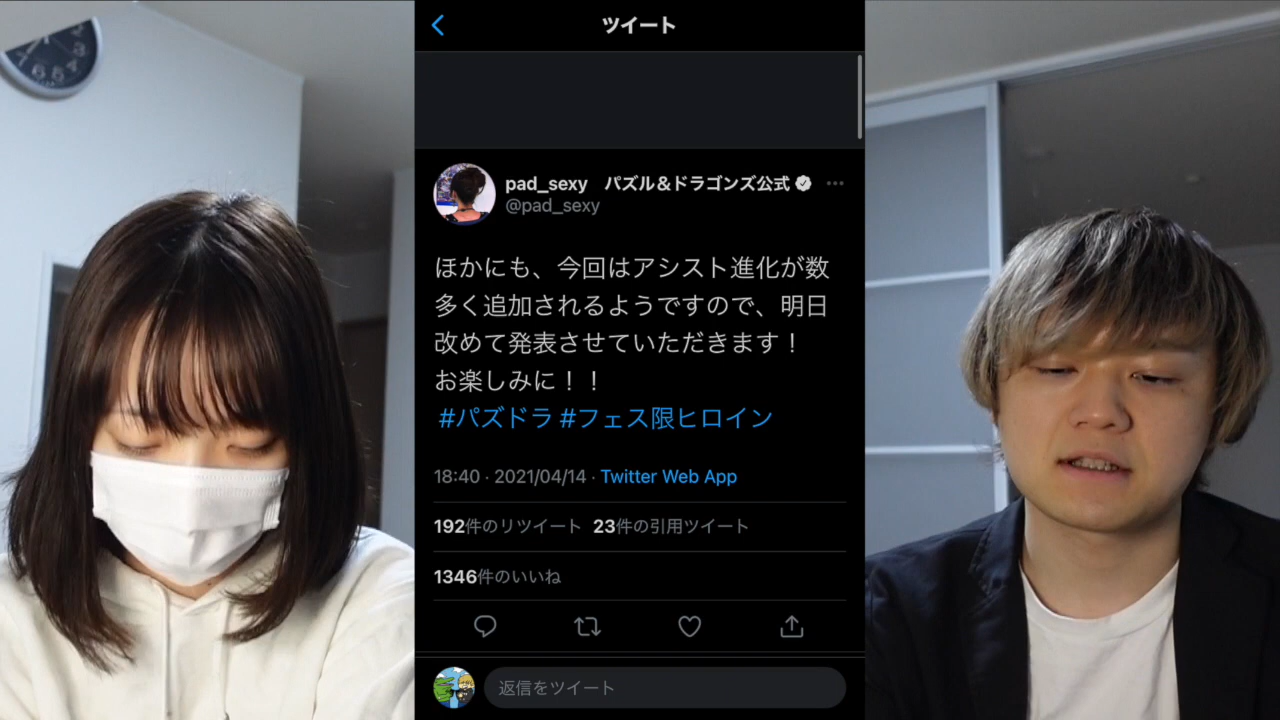 ツイート
pad_sexy パズル&ドラゴンズ公式
@pad_sexy
ほかにも、今回はアシスト進化が数
多く追加されるようですので、明日
改めて発表させていただきます！
お楽しみに！！
#パズドラ #フェス限ヒロイン
18:40 · 2021/04/14 · Twitter Web App
192件のリツイート 23件の引用ツイート
1346件のいいね
返信をツイート